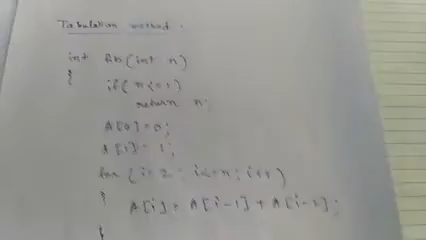 Tabulation method.
int fib(int n)
{
if(n<=1)
return n;
A[0]=0;
A[1]=1;
for (i=2; i<=n; i++)
{
A[i] = A[i-1] + A[i-2];
}